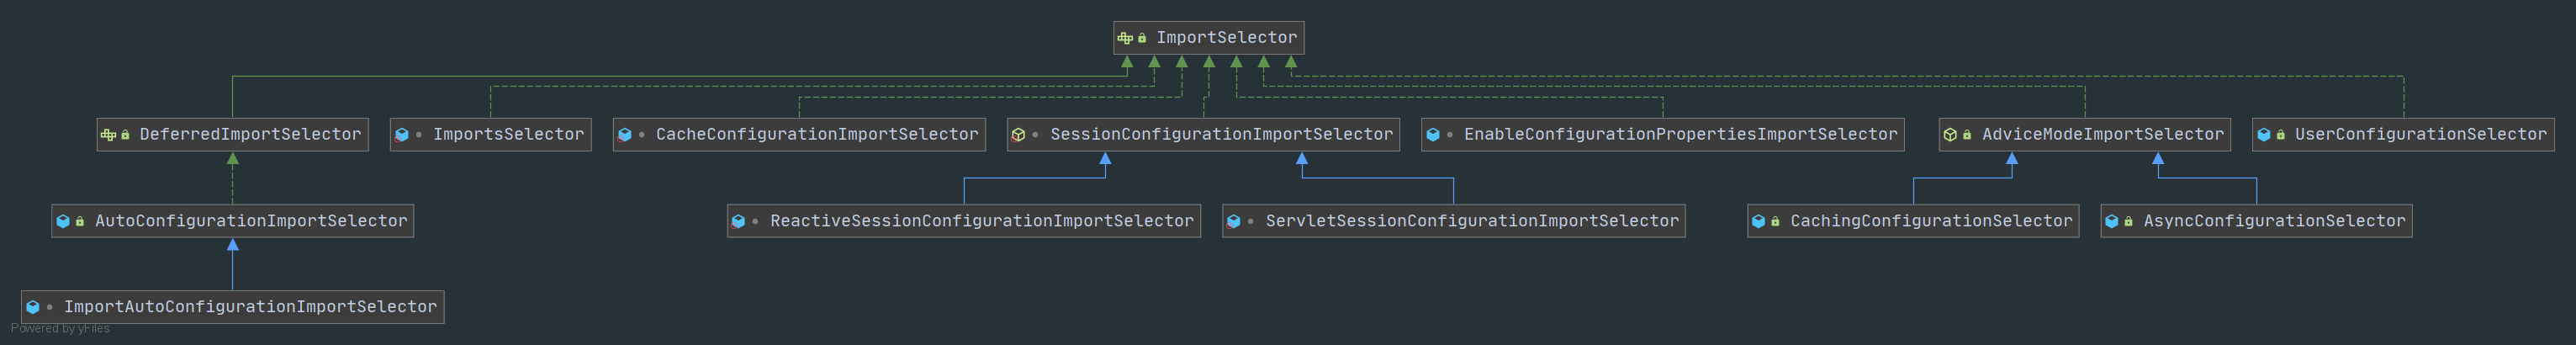 ImportSelector
DeferredImportSelector
ImportsSelector
CacheConfigurationImportSelector
SessionConfigurationImportSelector
EnableConfigurationPropertiesImportSelector
AdviceModeImportSelector
UserConfigurationSelector
AutoConfigurationImportSelector
ReactiveSessionConfigurationImportSelector
ServletSessionConfigurationImportSelector
CachingConfigurationSelector
AsyncConfigurationSelector
ImportAutoConfigurationImportSelector
Powered by yFiles